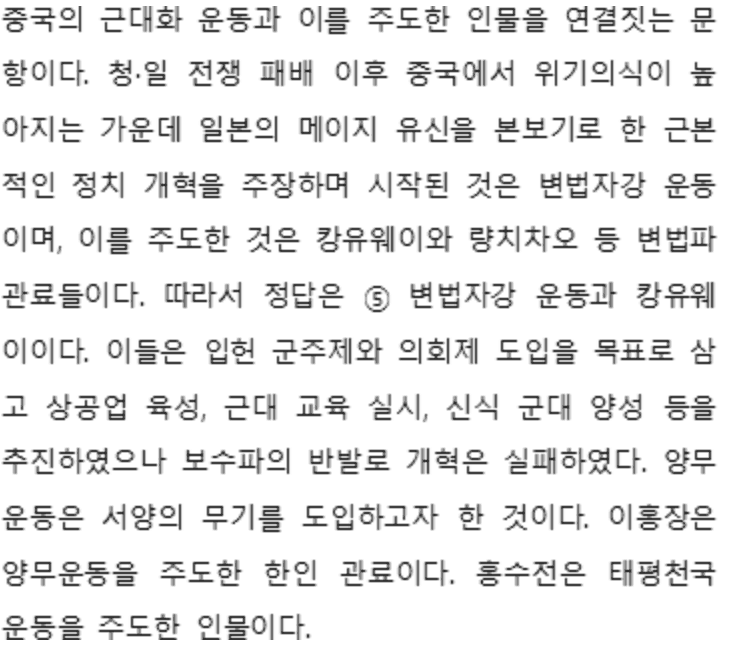 중국의 근대화 운동과 이를 주도한 인물을 연결짓는 문
항이다. 청·일 전쟁 패배 이후 중국에서 위기의식이 높
아지는 가운데 일본의 메이지 유신을 본보기로 한 근본
적인 정치 개혁을 주장하며 시작된 것은 변법자강 운동
이며, 이를 주도한 것은 캉유웨이와 량치차오 등 변법파
관료들이다. 따라서 정답은 ⑤ 변법자강 운동과 캉유웨
이이다. 이들은 입헌 군주제와 의회제 도입을 목표로 삼
고 상공업 육성, 근대 교육 실시, 신식 군대 양성 등을
추진하였으나 보수파의 반발로 개혁은 실패하였다. 양무
운동은 서양의 무기를 도입하고자 한 것이다. 이홍장은
양무운동을 주도한 한인 관료이다. 홍수전은 태평천국
운동을 주도한 인물이다.